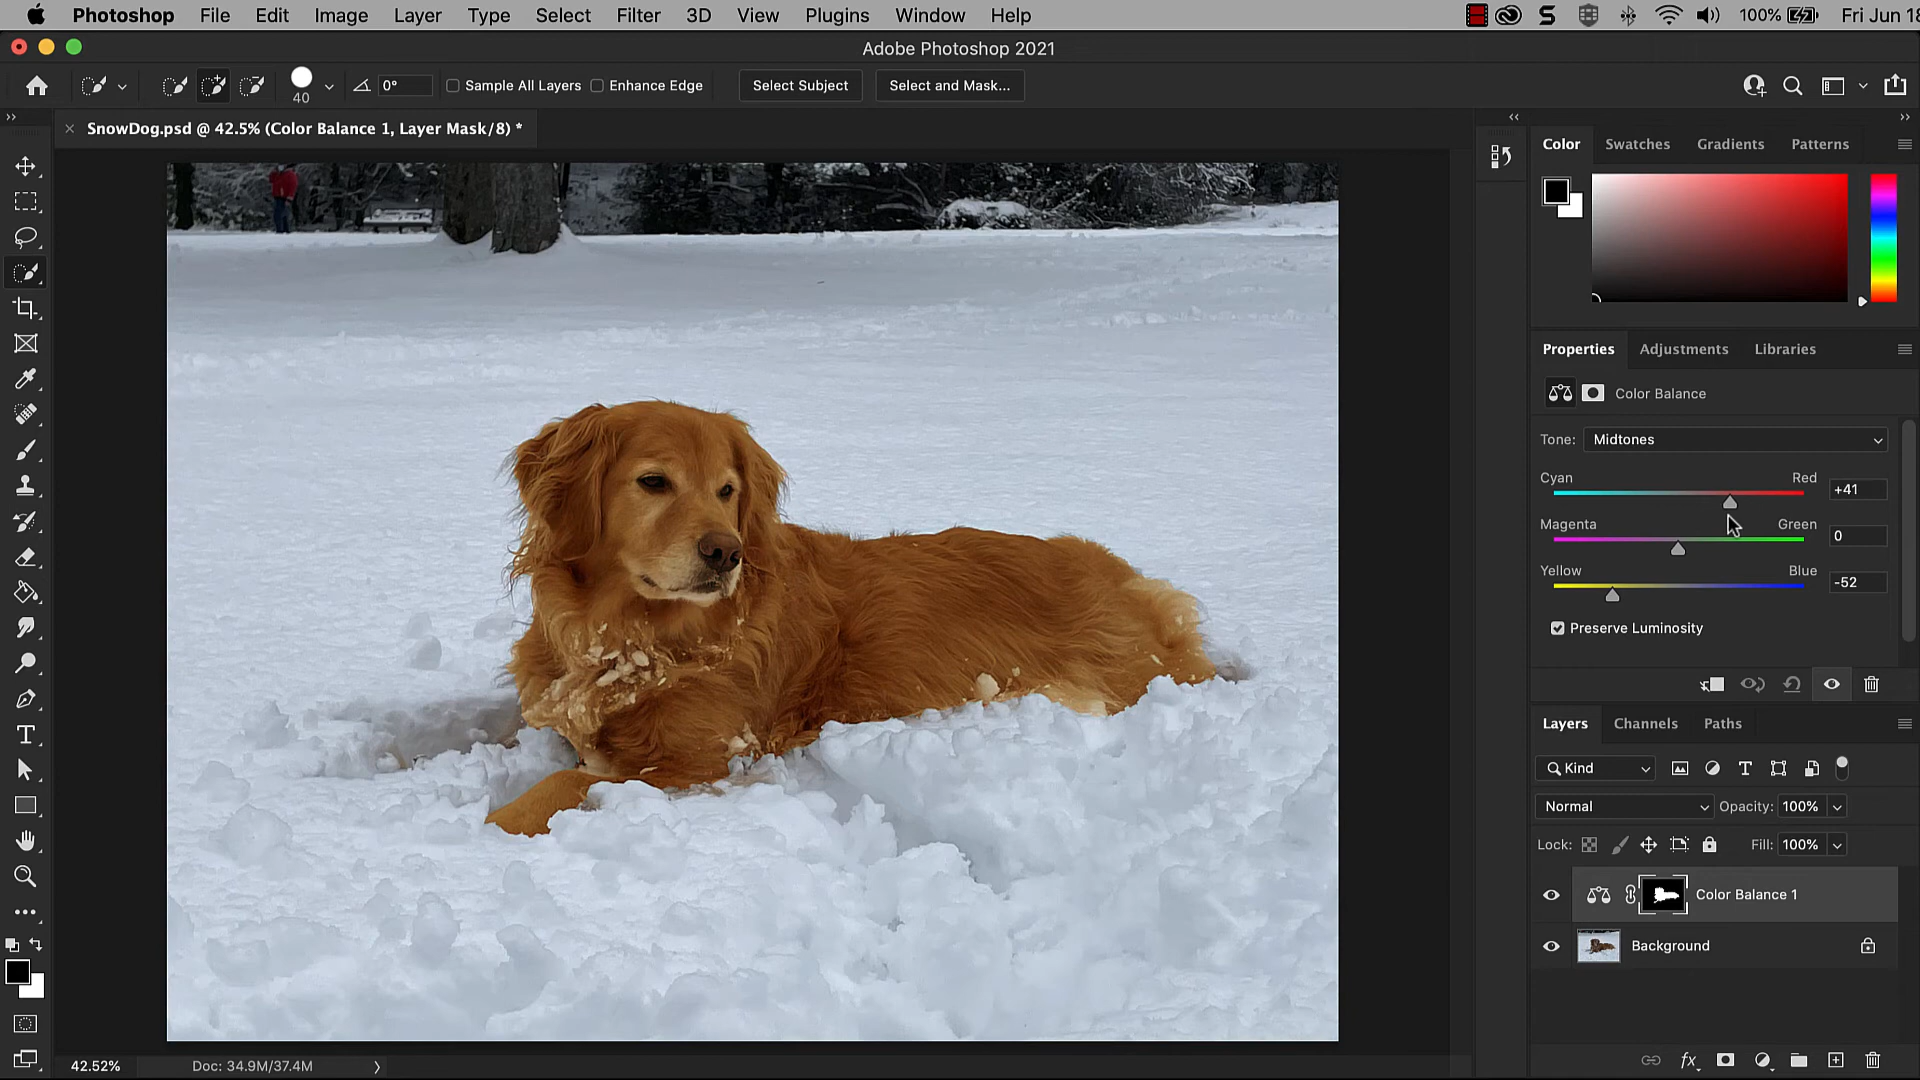 Photoshop File Edit Image Layer Type Select Filter 3D View Plugins Window Help 100% Fri Jun 18
Adobe Photoshop 2021
40 0° Sample All Layers Enhance Edge Select Subject Select and Mask...
SnowDog.psd @ 42.5% (Color Balance 1, Layer Mask/8) *
Color Swatches Gradients Patterns
Properties Adjustments Libraries
Color Balance
Tone: Midtones
Cyan Red +41
Magenta Green 0
Yellow Blue -52
Preserve Luminosity
Layers Channels Paths
Kind
Normal Opacity: 100%
Lock: Fill: 100%
Color Balance 1
Background
42.52% Doc: 34.9M/37.4M